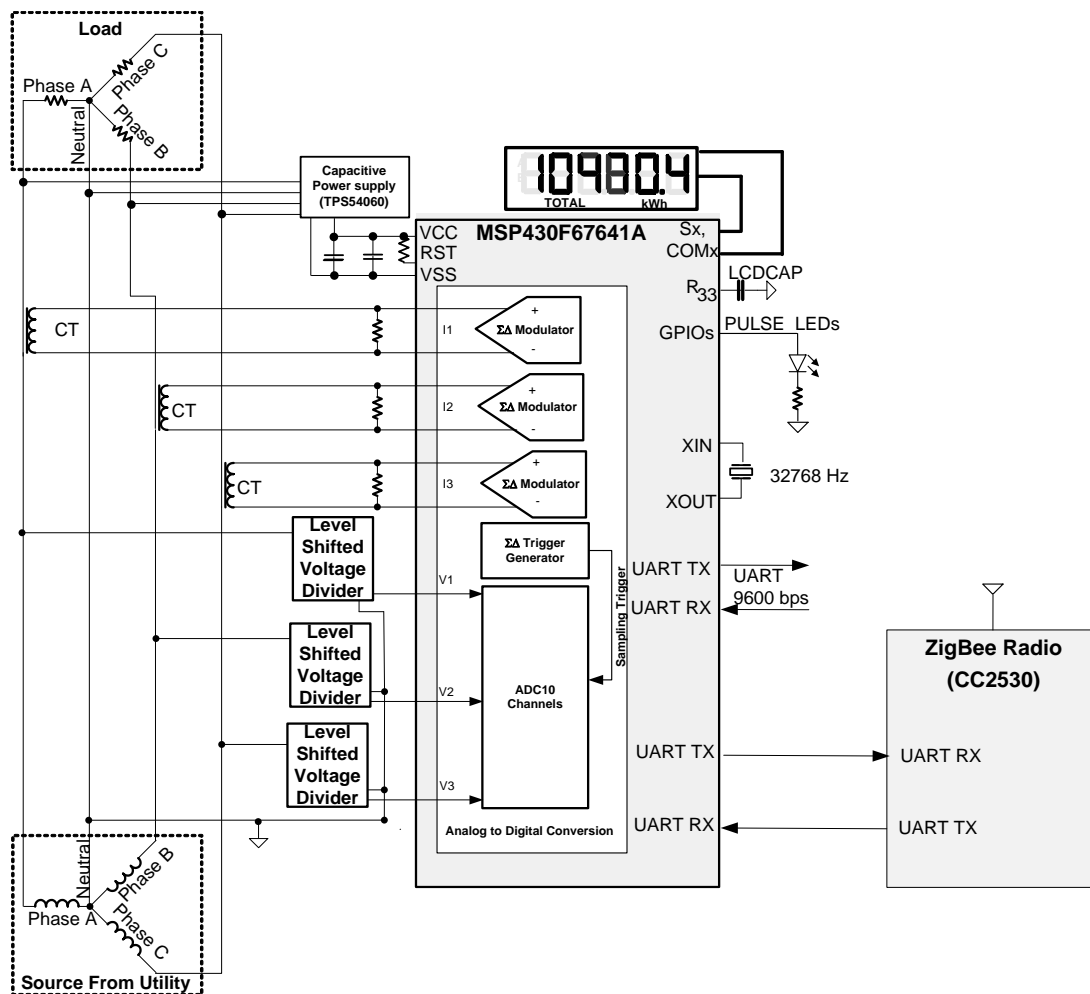 Load
Phase A
Phase C
Phase B
Neutral
Capacitive
Power supply
(TPS54060)
10980.4
TOTAL
kWh
MSP430F67641A
VCC
RST
VSS
Sx,
COMx
R33
LCDCAP
GPIOs
PULSE LEDs
XIN
32768 Hz
XOUT
CT
I1
+
ΣΔ Modulator
-
CT
I2
+
ΣΔ Modulator
-
CT
I3
+
ΣΔ Modulator
-
Level
Shifted
Voltage
Divider
V1
Level
Shifted
Voltage
Divider
V2
Level
Shifted
Voltage
Divider
V3
ΣΔ Trigger
Generator
Sampling Trigger
ADC10
Channels
Analog to Digital Conversion
UART TX
UART
9600 bps
UART RX
UART TX
UART RX
ZigBee Radio
(CC2530)
UART RX
UART TX
Neutral
Phase A
Phase B
Phase C
Source From Utility